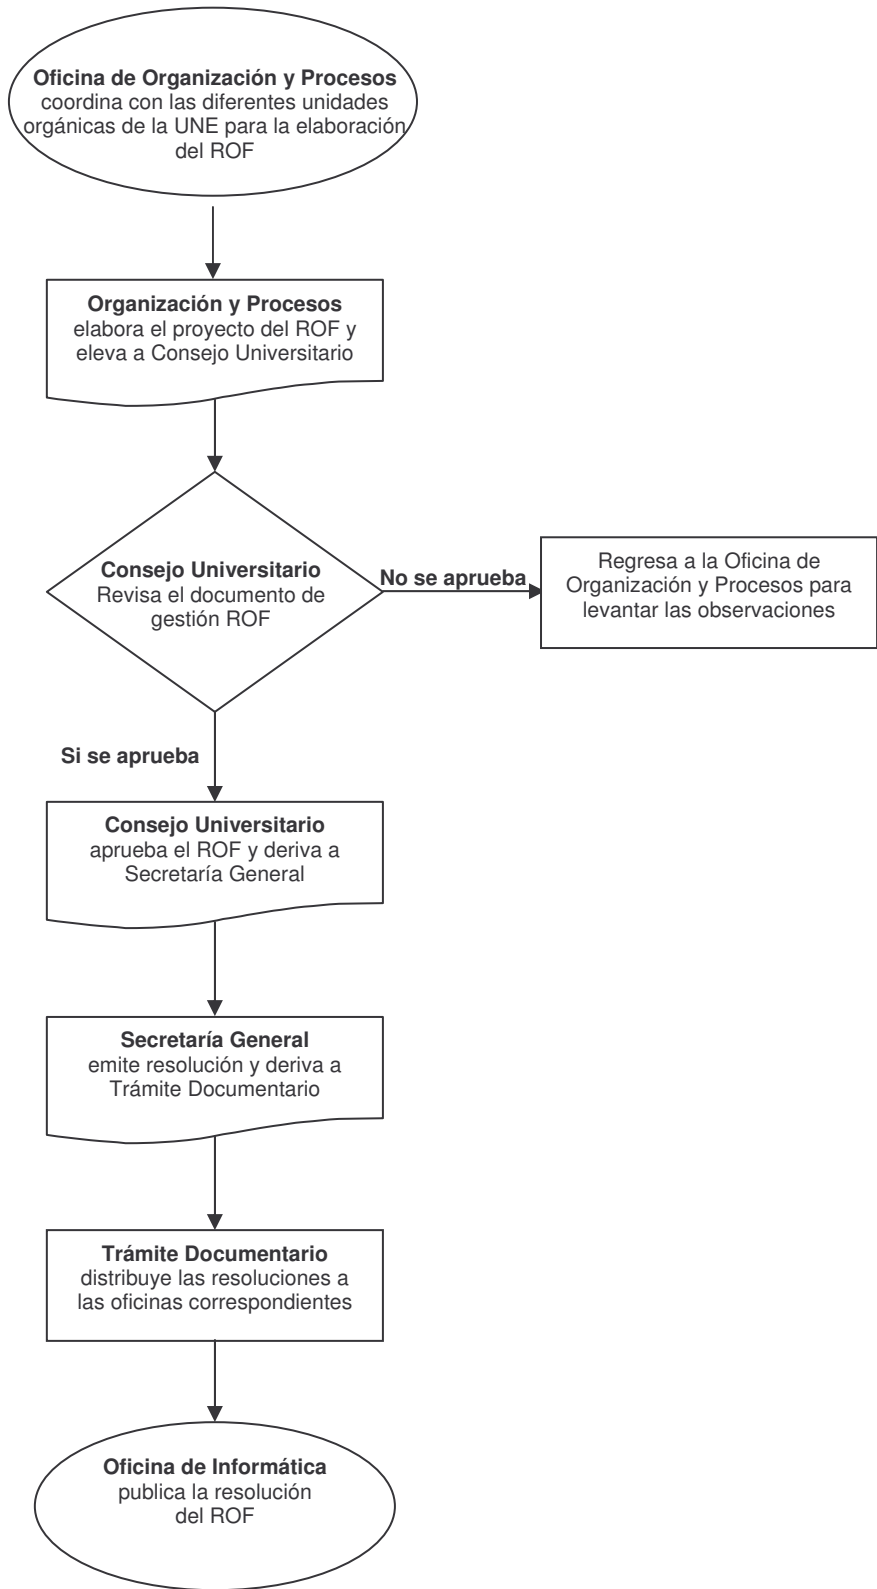 Oficina de Organización y Procesos
coordina con las diferentes unidades
orgánicas de la UNE para la elaboración
del ROF
Organización y Procesos
elabora el proyecto del ROF y
eleva a Consejo Universitario
Consejo Universitario
Revisa el documento de
gestión ROF
No se aprueba
Regresa a la Oficina de
Organización y Procesos para
levantar las observaciones
Si se aprueba
Consejo Universitario
aprueba el ROF y deriva a
Secretaría General
Secretaría General
emite resolución y deriva a
Trámite Documentario
Trámite Documentario
distribuye las resoluciones a
las oficinas correspondientes
Oficina de Informática
publica la resolución
del ROF